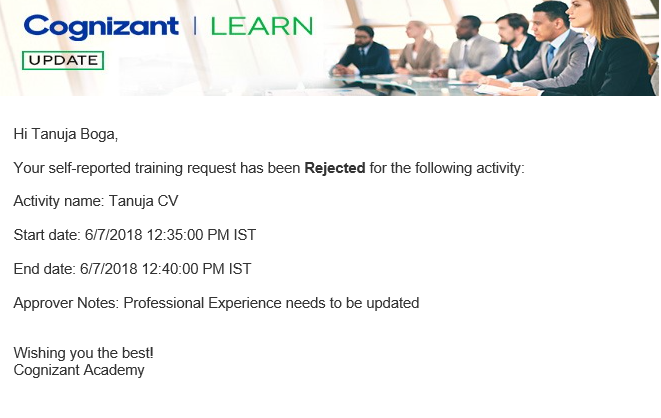 Cognizant | LEARN
UPDATE
Hi Tanuja Boga,
Your self-reported training request has been Rejected for the following activity:
Activity name: Tanuja CV
Start date: 6/7/2018 12:35:00 PM IST
End date: 6/7/2018 12:40:00 PM IST
Approver Notes: Professional Experience needs to be updated
Wishing you the best!
Cognizant Academy